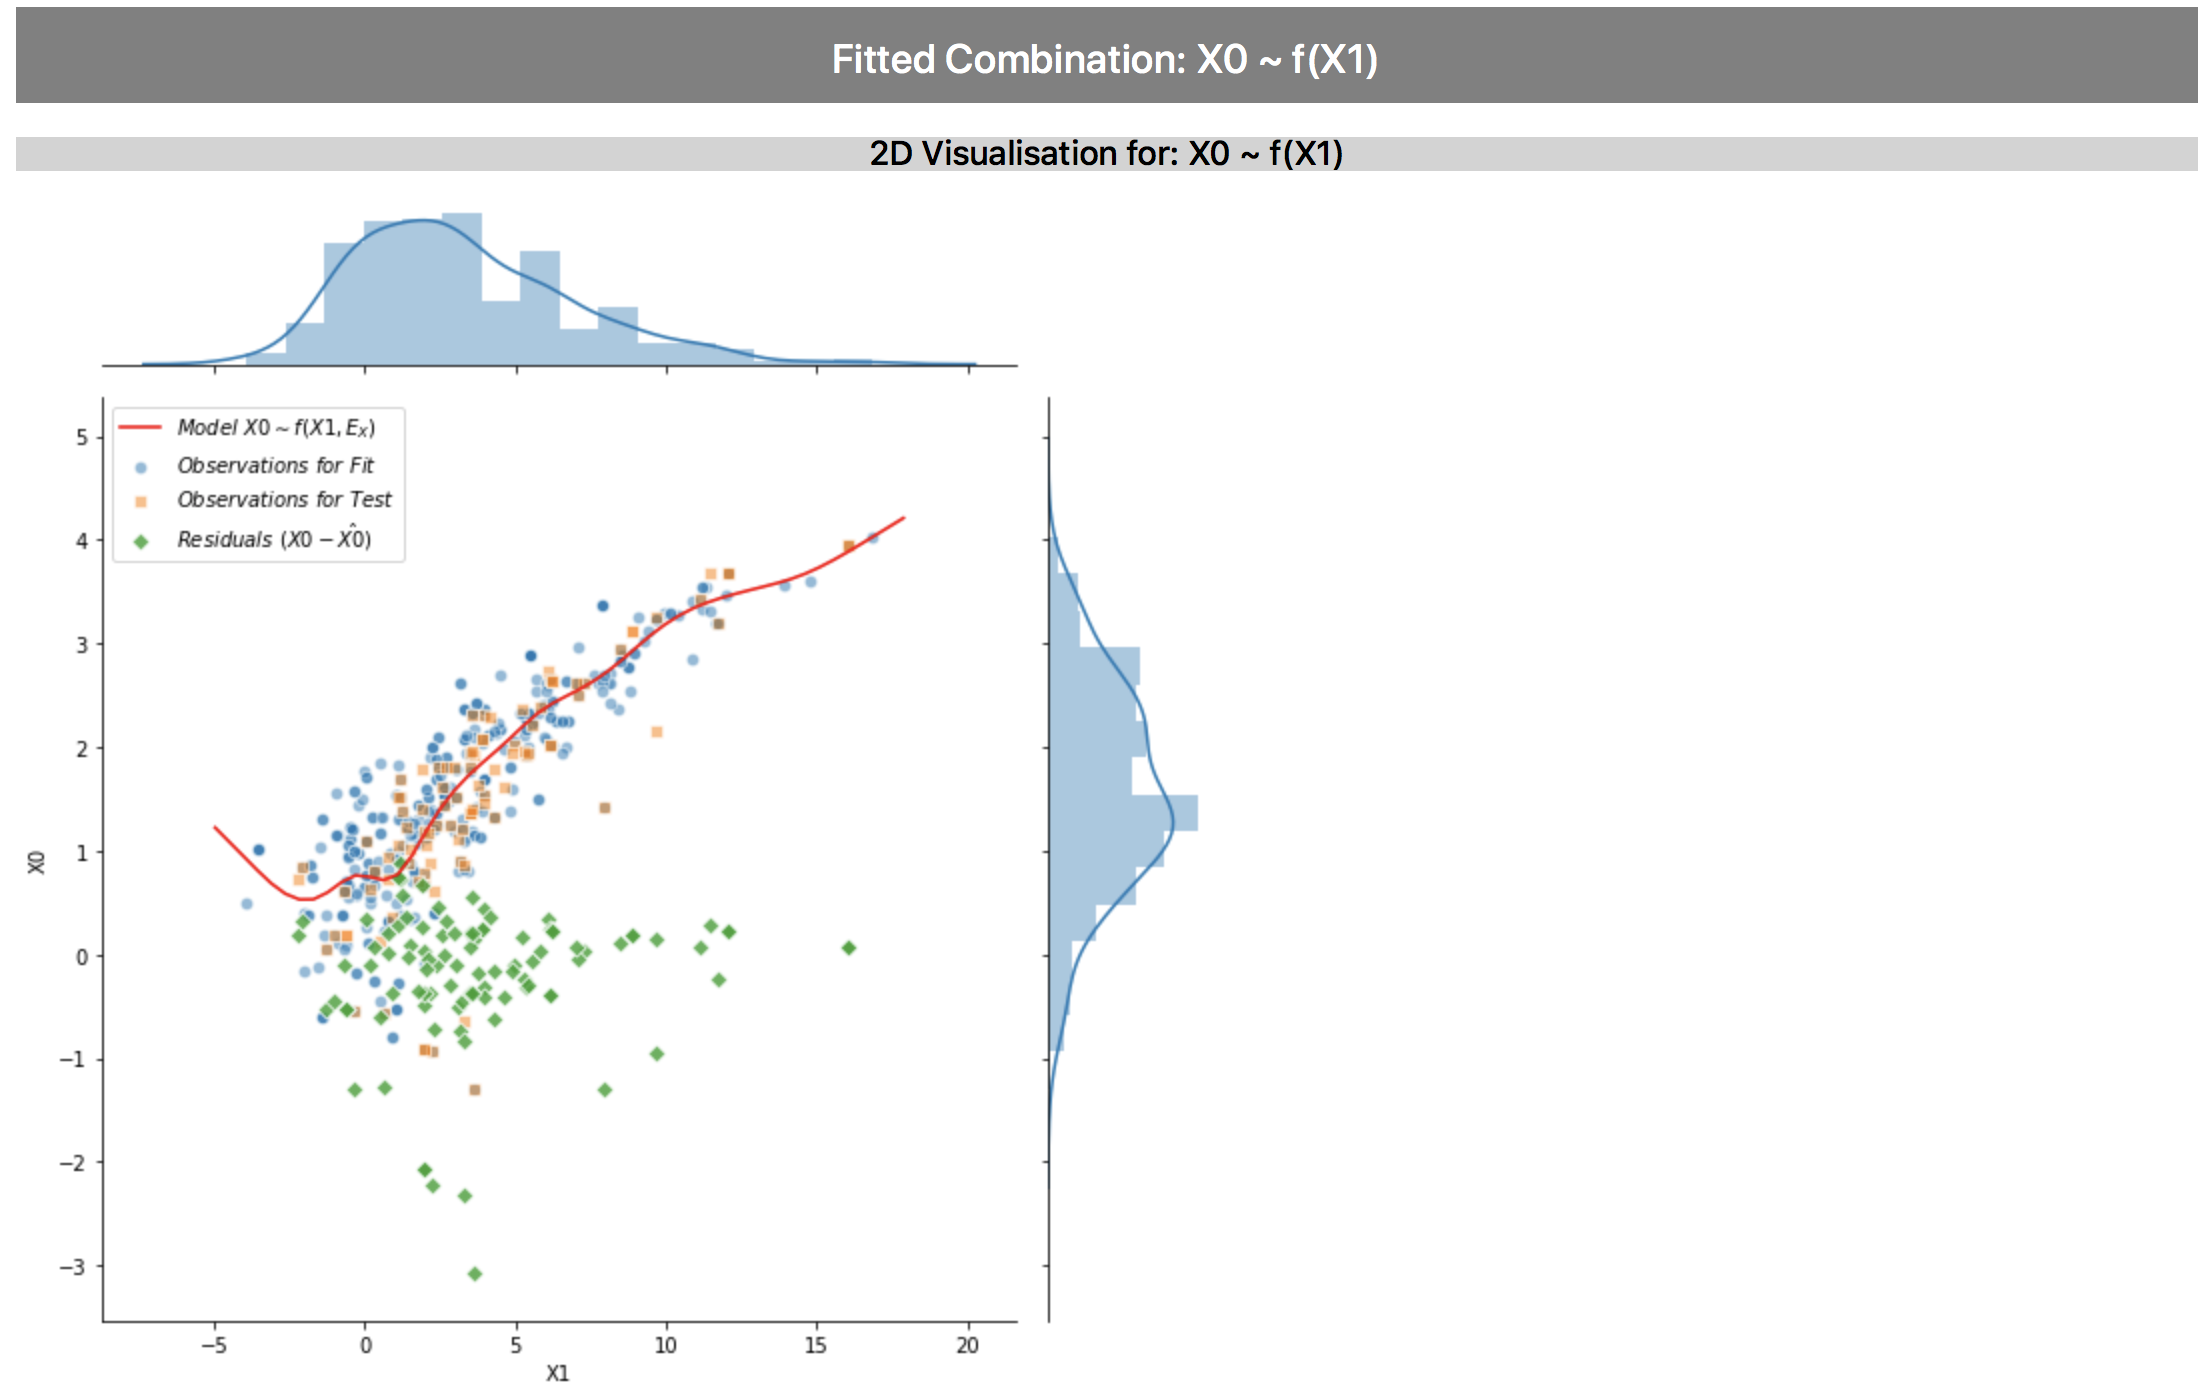 Fitted Combination: X0 ~ f(X1)
2D Visualisation for: X0 ~ f(X1)
Model X0 ~ f(X1, E_X)
Observations for Fit
Observations for Test
Residuals (X0 − X̂0)
5
4
3
2
1
0
−1
−2
−3
X0
−5 0 5 10 15 20
X1